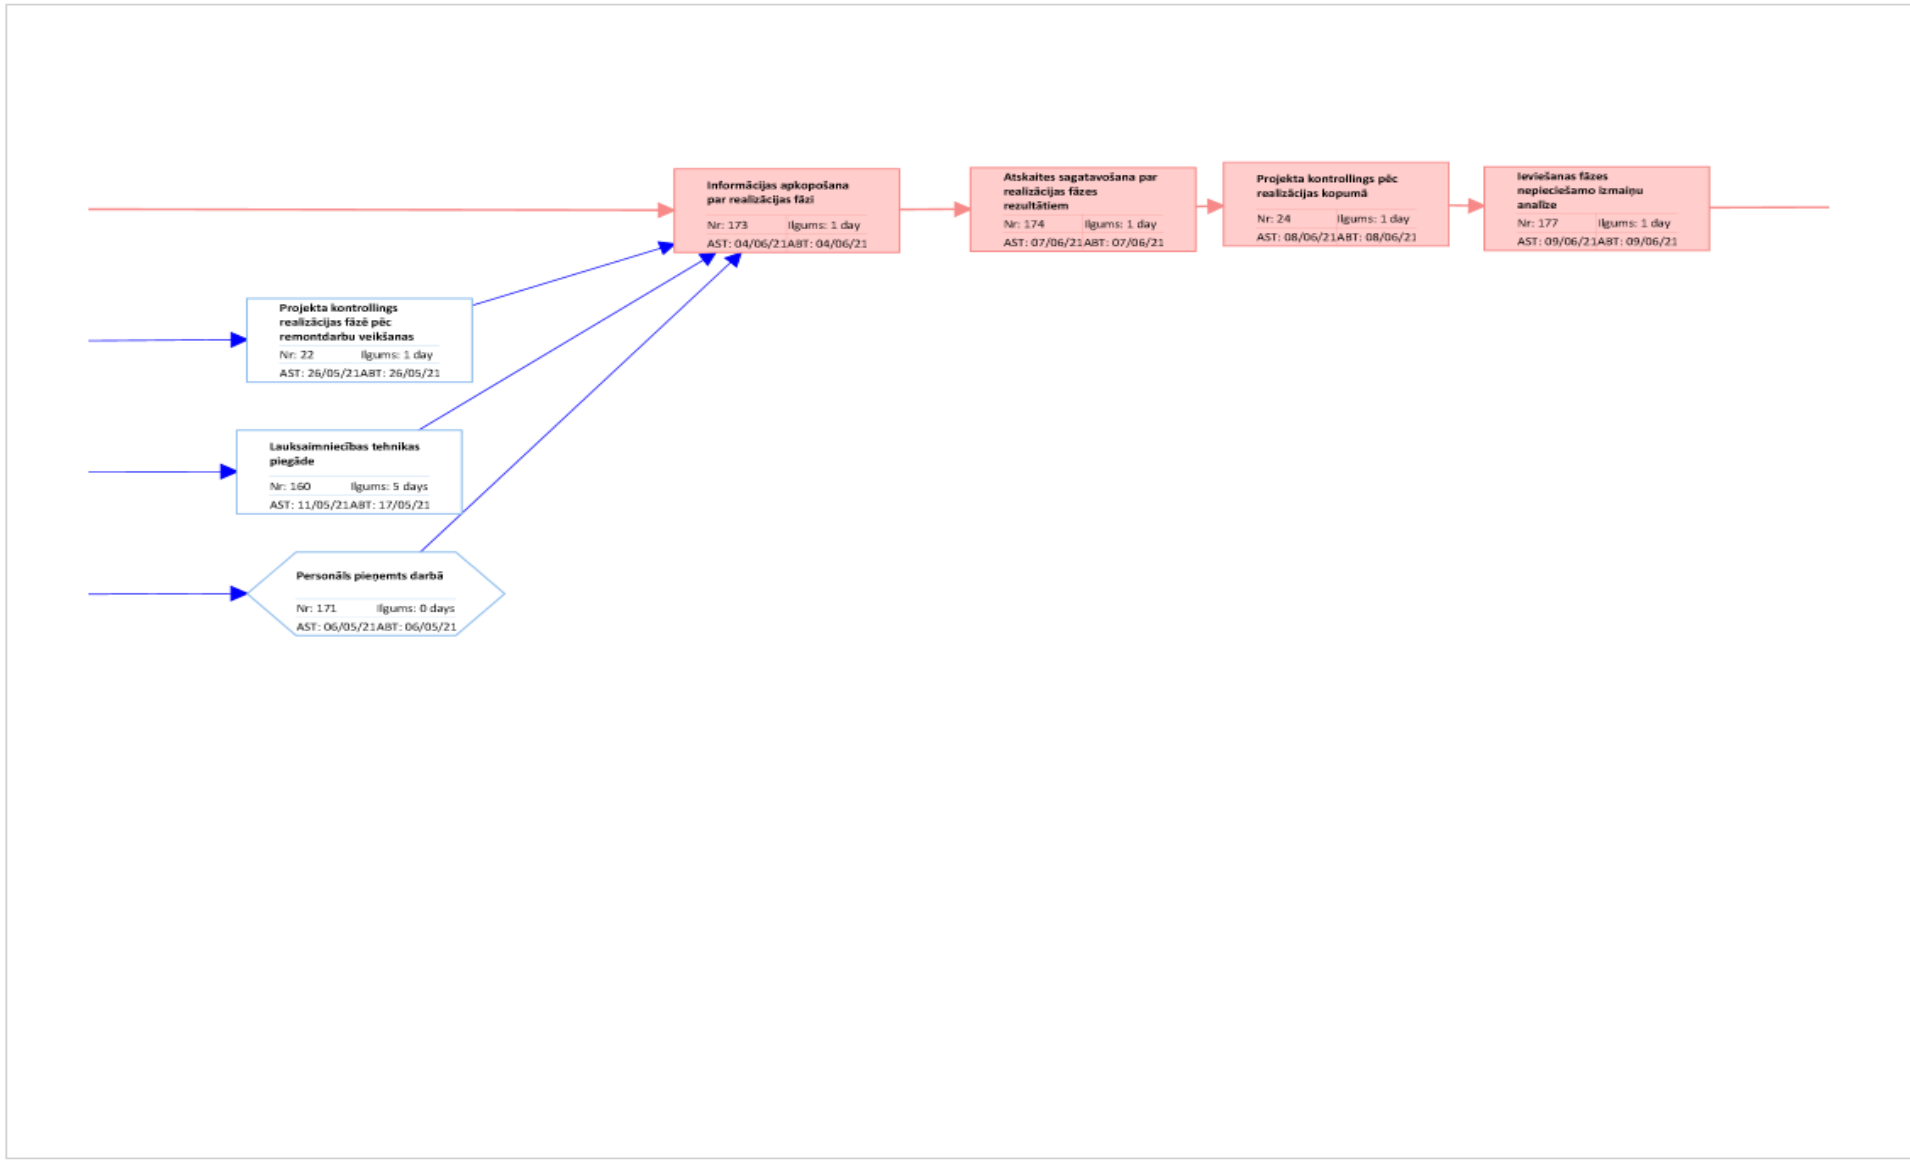 Informācijas apkopošana
par realizācijas fāzi
Nr: 173 Ilgums: 1 day
AST: 04/06/21ABT: 04/06/21
Atskaites sagatavošana par
realizācijas fāzes
rezultātiem
Nr: 174 Ilgums: 1 day
AST: 07/06/21ABT: 07/06/21
Projekta kontrollings pēc
realizācijas kopumā
Nr: 24 Ilgums: 1 day
AST: 08/06/21ABT: 08/06/21
Ieviešanas fāzes
nepieciešamo izmaiņu
analīze
Nr: 177 Ilgums: 1 day
AST: 09/06/21ABT: 09/06/21
Projekta kontrollings
realizācijas fāzē pēc
remontdarbu veikšanas
Nr: 22 Ilgums: 1 day
AST: 26/05/21ABT: 26/05/21
Lauksaimniecības tehnikas
piegāde
Nr: 160 Ilgums: 5 days
AST: 11/05/21ABT: 17/05/21
Personāls pieņemts darbā
Nr: 171 Ilgums: 0 days
AST: 06/05/21ABT: 06/05/21